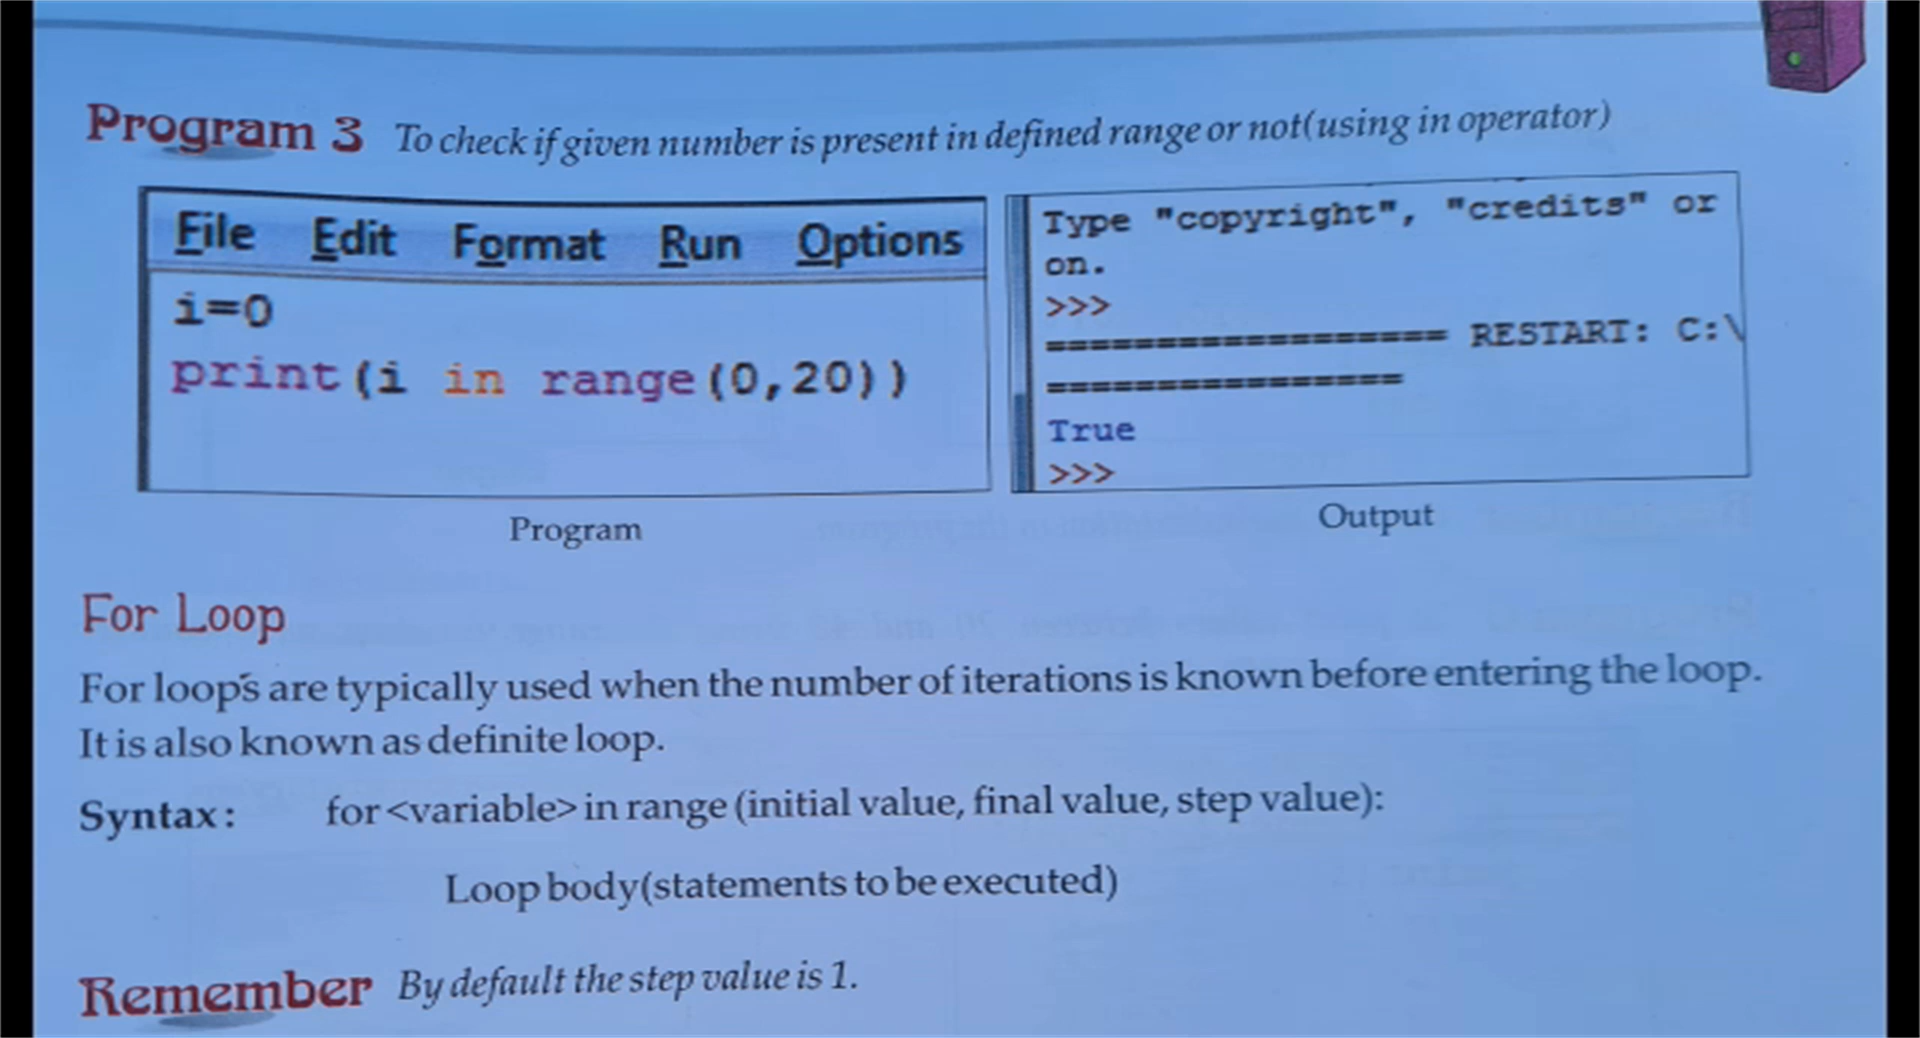 Program 3 To check if given number is present in defined range or not(using in operator)
File Edit Format Run Options
i=0
print(i in range(0,20))
Program
Type "copyright", "credits" or
on.
>>>
=================== RESTART: C:\
=================
True
>>>
Output
For Loop
For loop's are typically used when the number of iterations is known before entering the loop.
It is also known as definite loop.
Syntax: for <variable> in range (initial value, final value, step value):
Loop body(statements to be executed)
Remember By default the step value is 1.